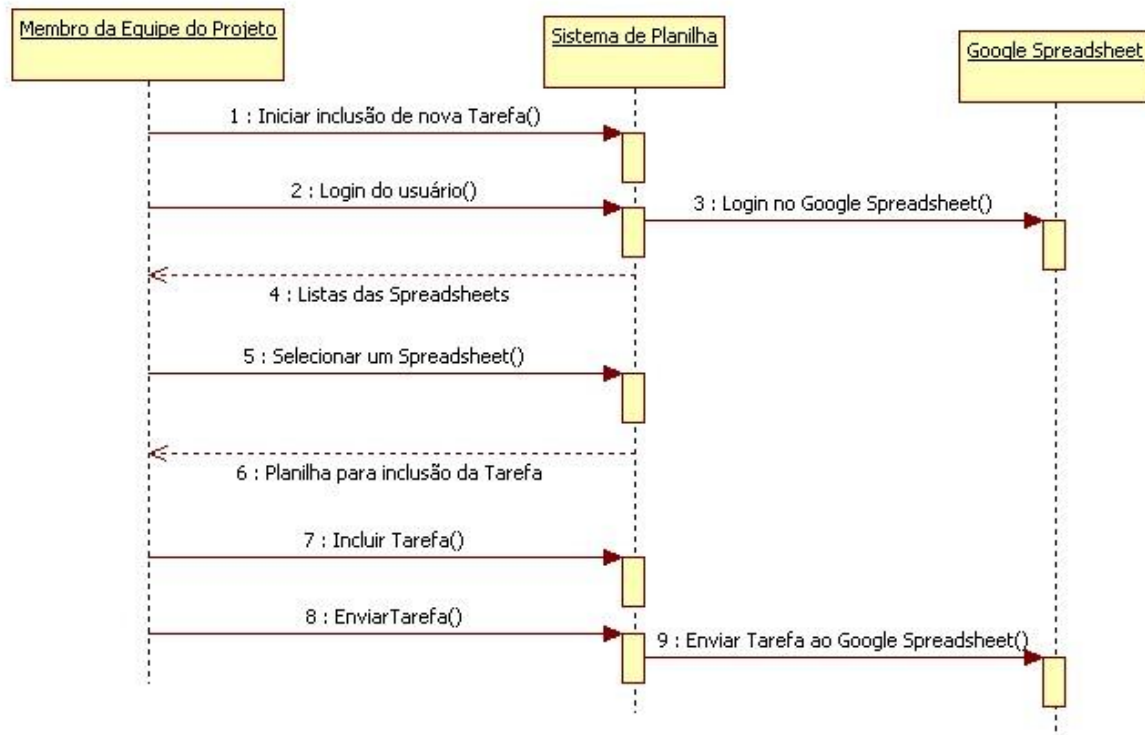 Membro da Equipe do Projeto
Sistema de Planilha
Google Spreadsheet
1 : Iniciar inclusão de nova Tarefa()
2 : Login do usuário()
3 : Login no Google Spreadsheet()
4 : Listas das Spreadsheets
5 : Selecionar um Spreadsheet()
6 : Planilha para inclusão da Tarefa
7 : Incluir Tarefa()
8 : EnviarTarefa()
9 : Enviar Tarefa ao Google Spreadsheet()